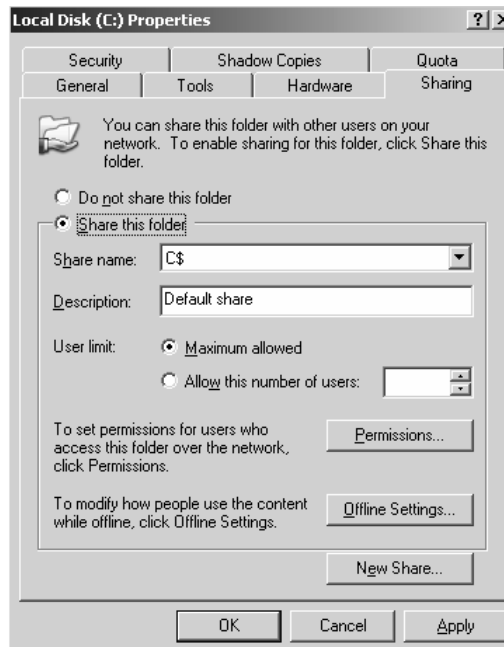 Local Disk (C:) Properties
Security
Shadow Copies
Quota
General
Tools
Hardware
Sharing
You can share this folder with other users on your
network. To enable sharing for this folder, click Share this
folder.
Do not share this folder
Share this folder
Share name: C$
Description: Default share
User limit: Maximum allowed
Allow this number of users:
To set permissions for users who
access this folder over the network,
click Permissions.
Permissions...
To modify how people use the content
while offline, click Offline Settings.
Offline Settings...
New Share...
OK
Cancel
Apply